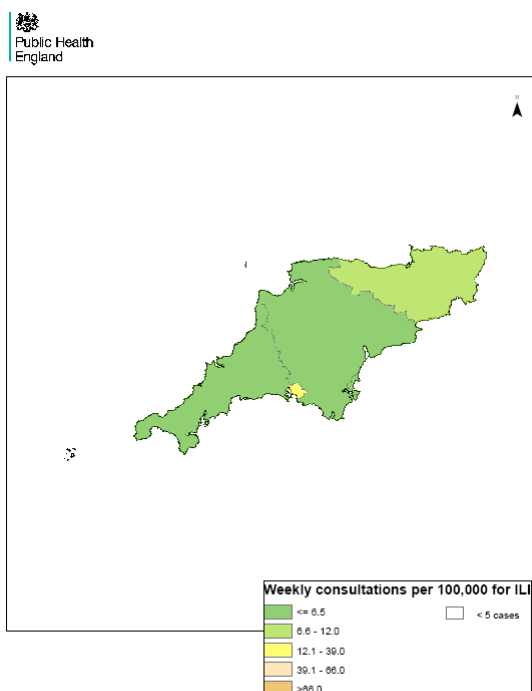 Public Health
England
Weekly consultations per 100,000 for ILI
<= 6.5
< 5 cases
6.6 - 12.0
12.1 - 39.0
39.1 - 66.0
>66.0